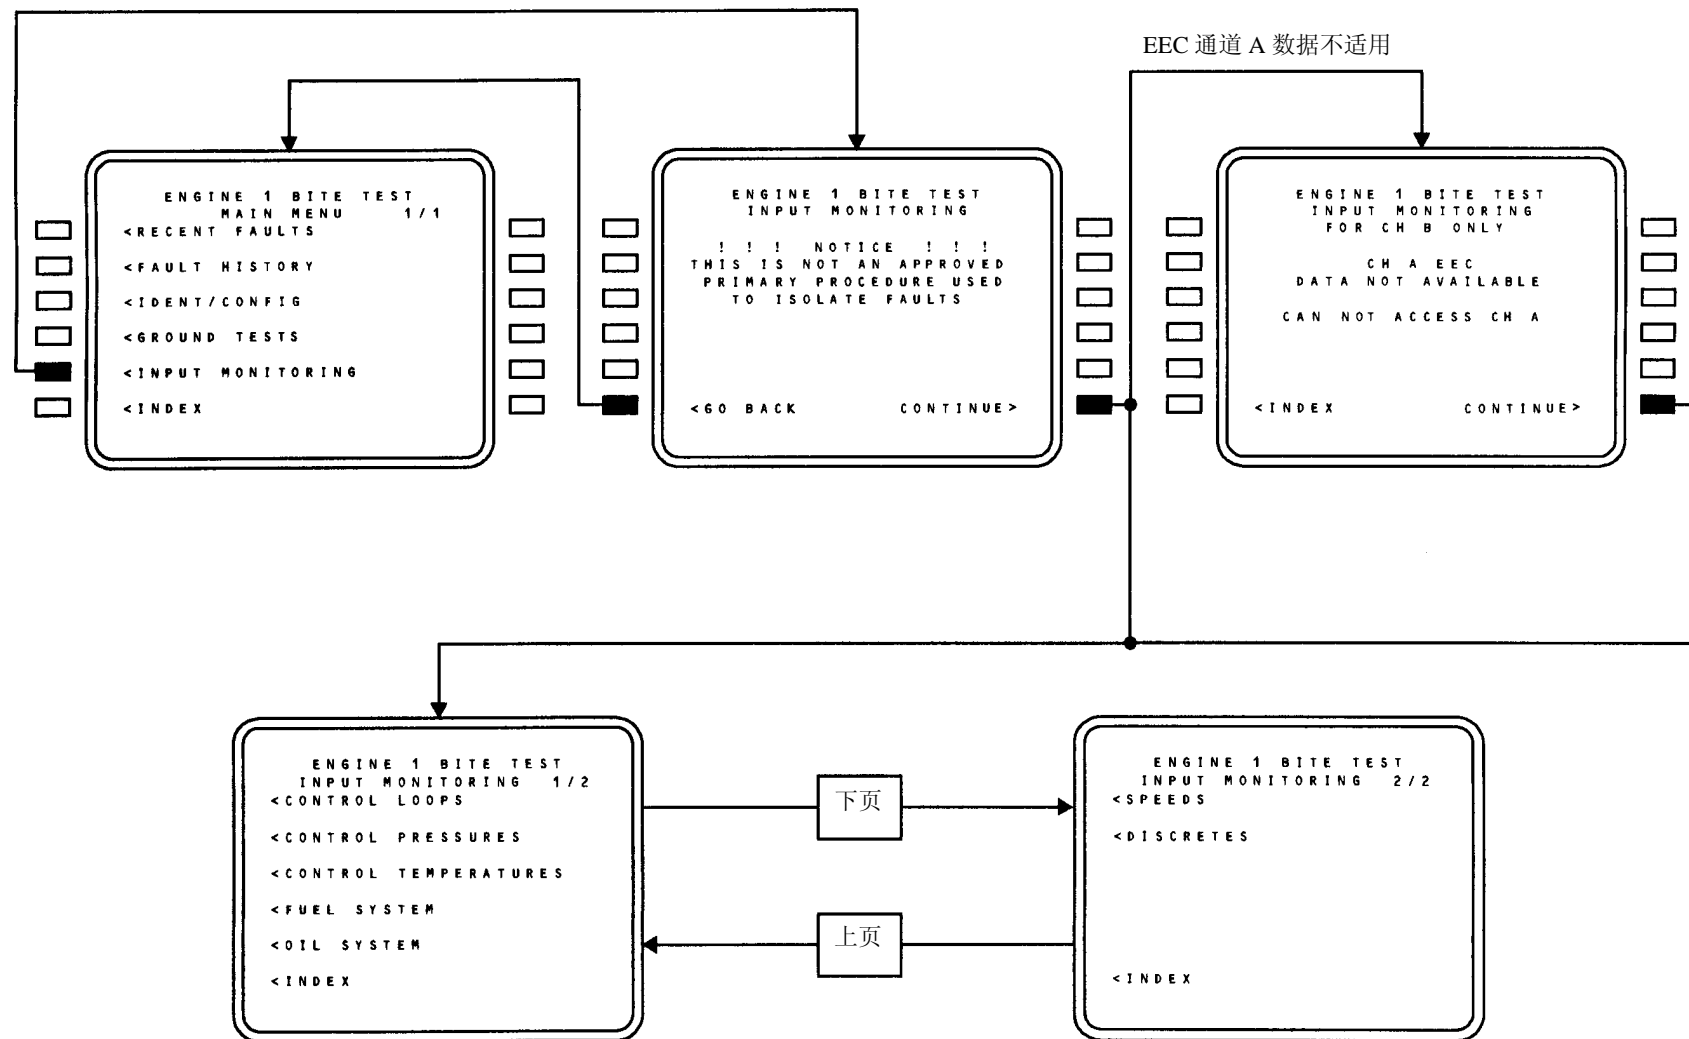 EEC 通道 A 数据不适用
ENGINE 1 BITE TEST
MAIN MENU 1/1
<RECENT FAULTS
<FAULT HISTORY
<IDENT/CONFIG
<GROUND TESTS
<INPUT MONITORING
<INDEX
ENGINE 1 BITE TEST
INPUT MONITORING
! ! ! NOTICE ! ! !
THIS IS NOT AN APPROVED
PRIMARY PROCEDURE USED
TO ISOLATE FAULTS
<GO BACK CONTINUE>
ENGINE 1 BITE TEST
INPUT MONITORING
FOR CH B ONLY
CH A EEC
DATA NOT AVAILABLE
CAN NOT ACCESS CH A
<INDEX CONTINUE>
ENGINE 1 BITE TEST
INPUT MONITORING 1/2
<CONTROL LOOPS
<CONTROL PRESSURES
<CONTROL TEMPERATURES
<FUEL SYSTEM
<OIL SYSTEM
<INDEX
下页
上页
ENGINE 1 BITE TEST
INPUT MONITORING 2/2
<SPEEDS
<DISCRETES
<INDEX